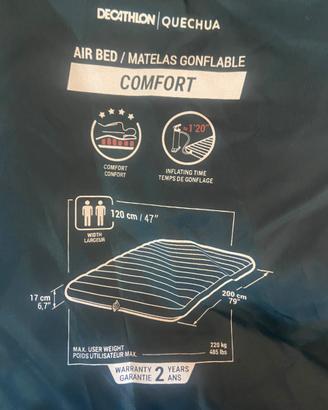 DECATHLON | QUECHUA
AIR BED / MATELAS GONFLABLE
COMFORT
≈1'20"
COMFORT
CONFORT
INFLATING TIME
TEMPS DE GONFLAGE
120 cm / 47"
WIDTH
LARGEUR
17 cm
6,7"
200 cm
79"
MAX. USER WEIGHT
POIDS UTILISATEUR MAX.
220 kg
485 lbs
WARRANTY 2 YEARS
GARANTIE ANS